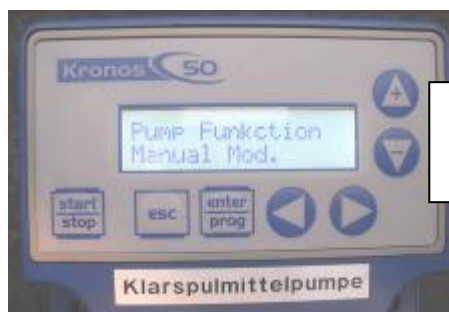 Kronos 50
+
Pump Funkction
Manual Mod.
-
start
stop
esc
enter
prog
Klarspulmittelpumpe